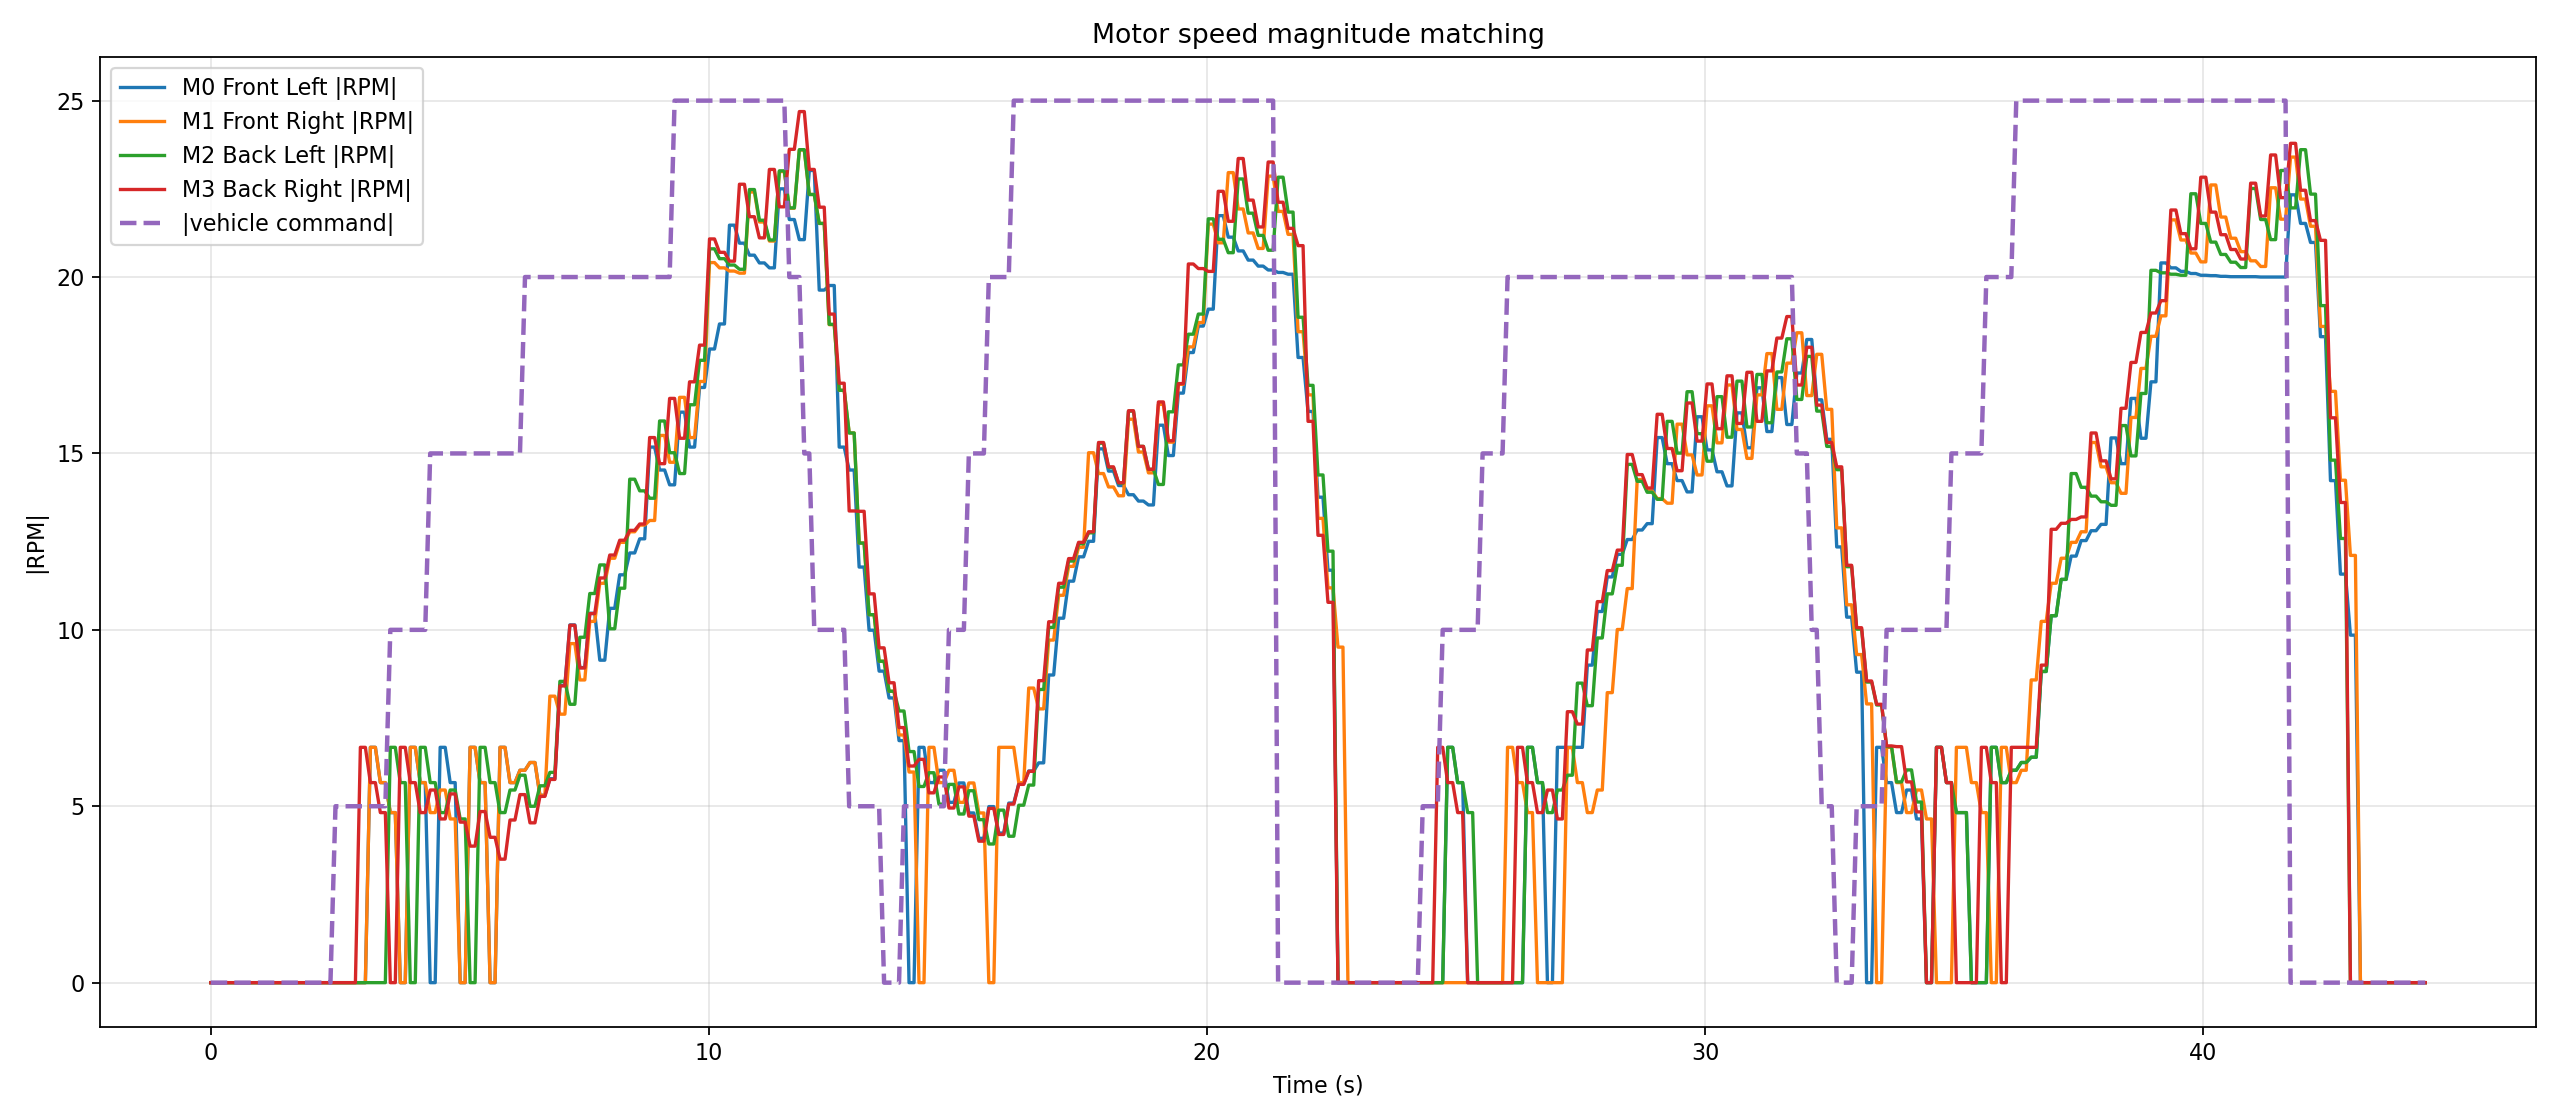 Motor speed magnitude matching
M0 Front Left |RPM|
M1 Front Right |RPM|
M2 Back Left |RPM|
M3 Back Right |RPM|
|vehicle command|
|RPM|
25
20
15
10
5
0
0 10 20 30 40
Time (s)